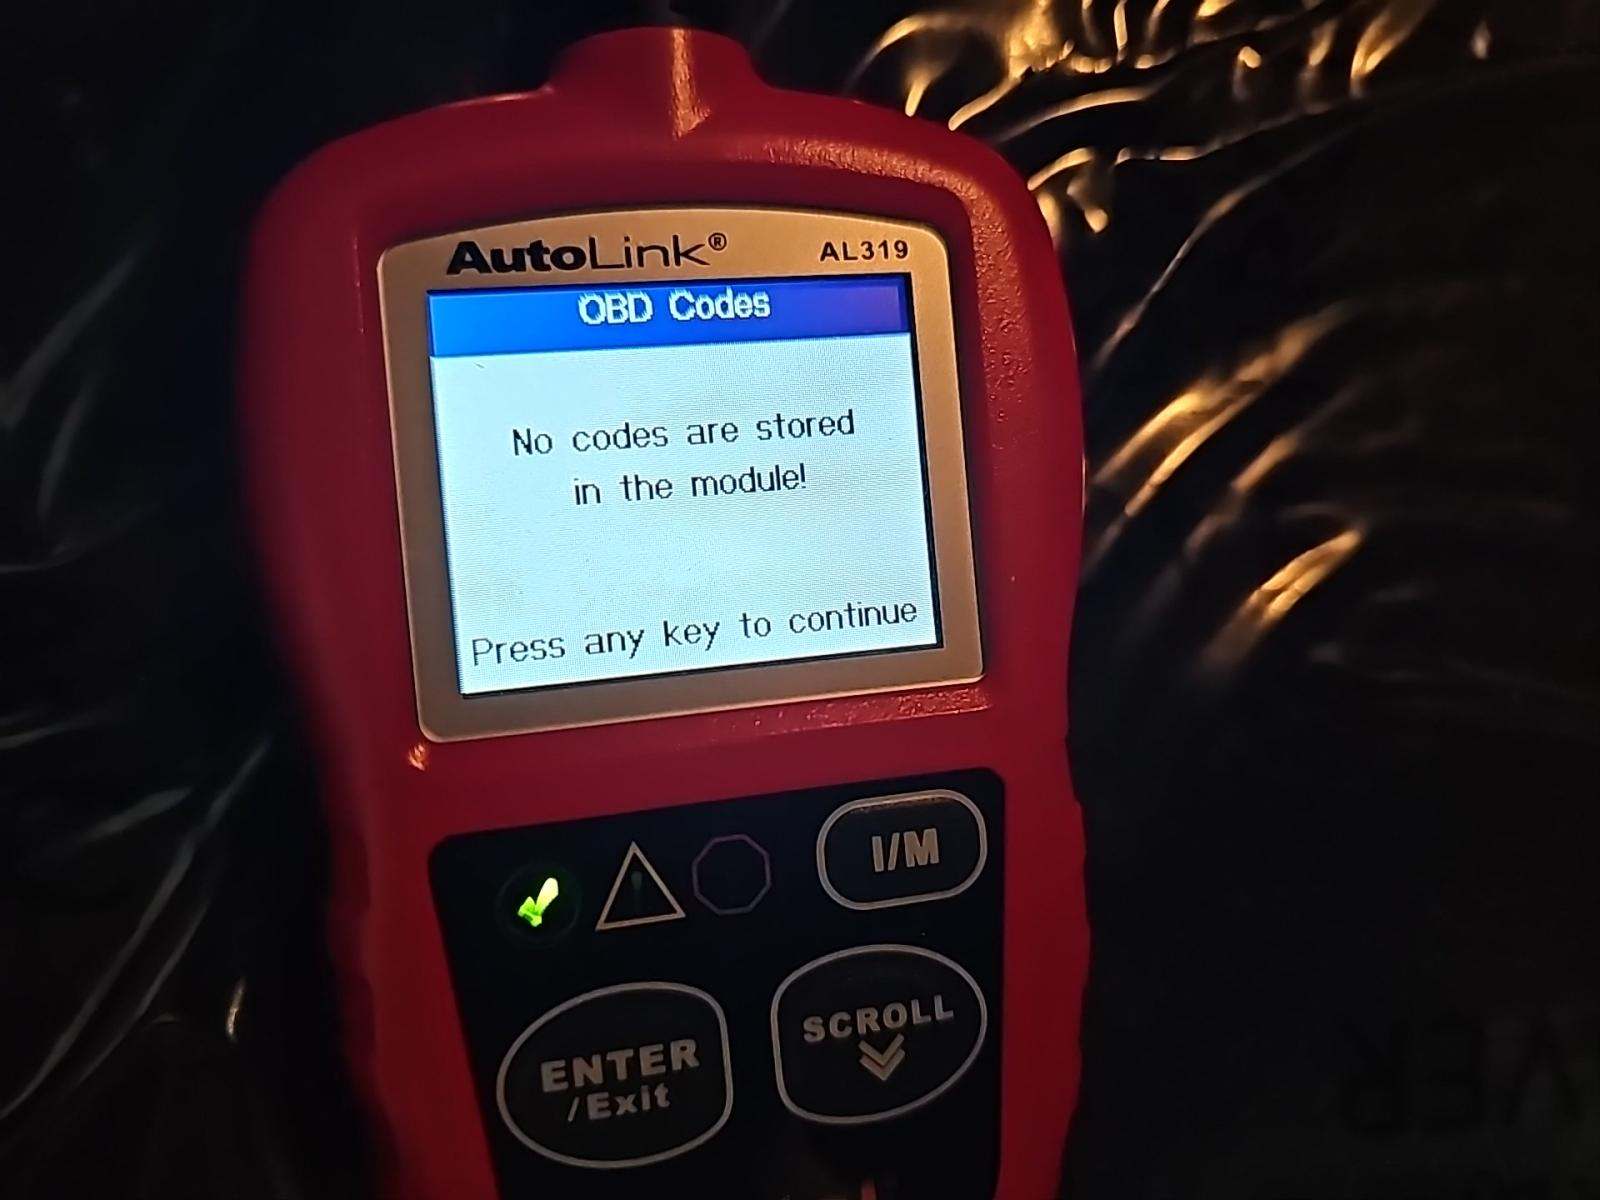 AutoLink® AL319
OBD Codes
No codes are stored
in the module!
Press any key to continue
I/M
SCROLL
ENTER
/Exit